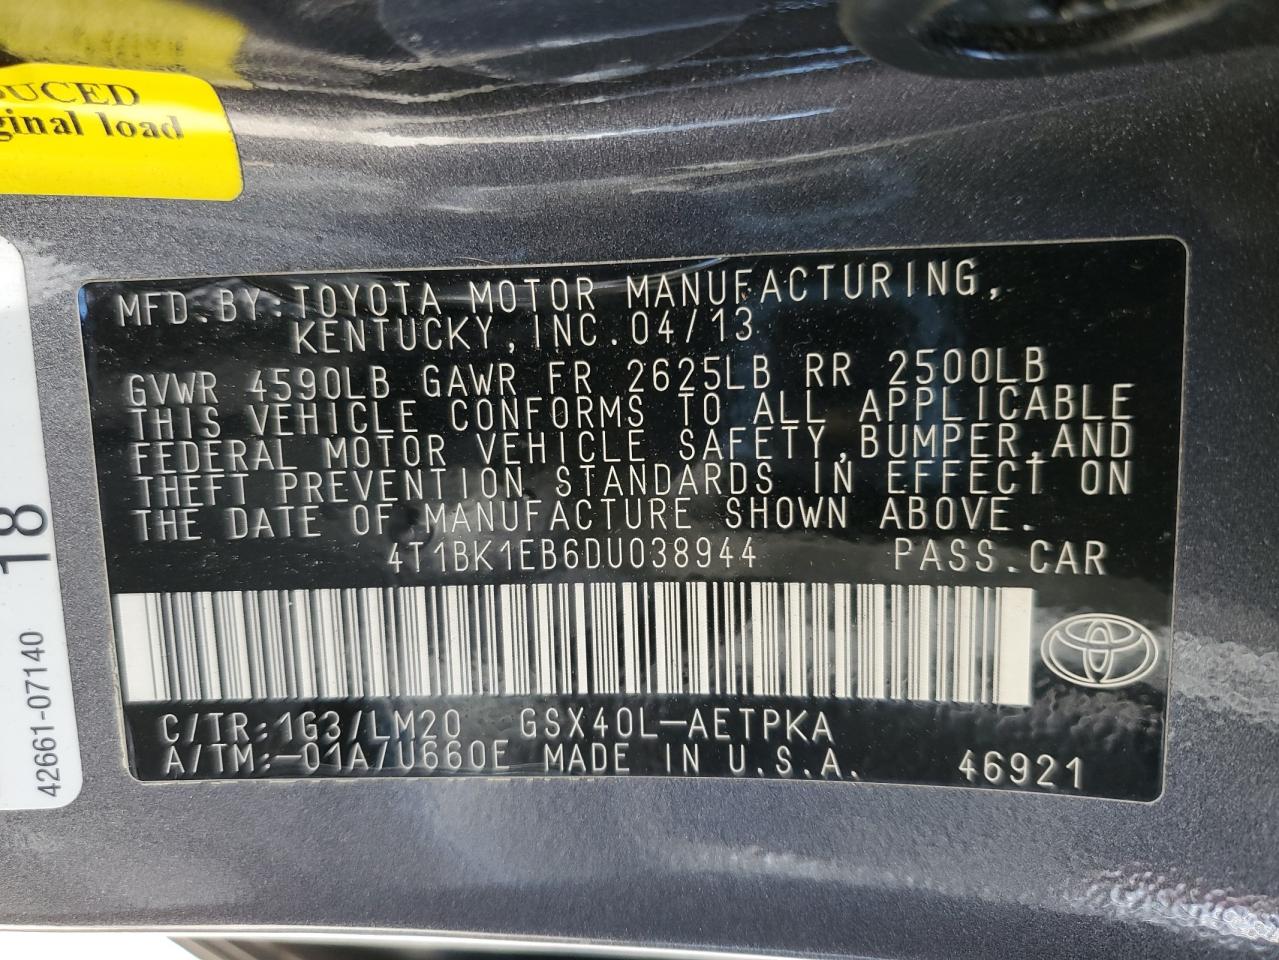 DUCED
ginal load
18
42661-07140
MFD.BY:TOYOTA MOTOR MANUFACTURING,
KENTUCKY,INC.04/13
GVWR 4590LB GAWR FR 2625LB RR 2500LB
THIS VEHICLE CONFORMS TO ALL APPLICABLE
FEDERAL MOTOR VEHICLE SAFETY,BUMPER,AND
THEFT PREVENTION STANDARDS IN EFFECT ON
THE DATE OF MANUFACTURE SHOWN ABOVE.
4T1BK1EB6DU038944 PASS.CAR
C/TR:1G3/LM20 GSX40L-AETPKA
A/TM:-01A/U660E MADE IN U.S.A. 46921